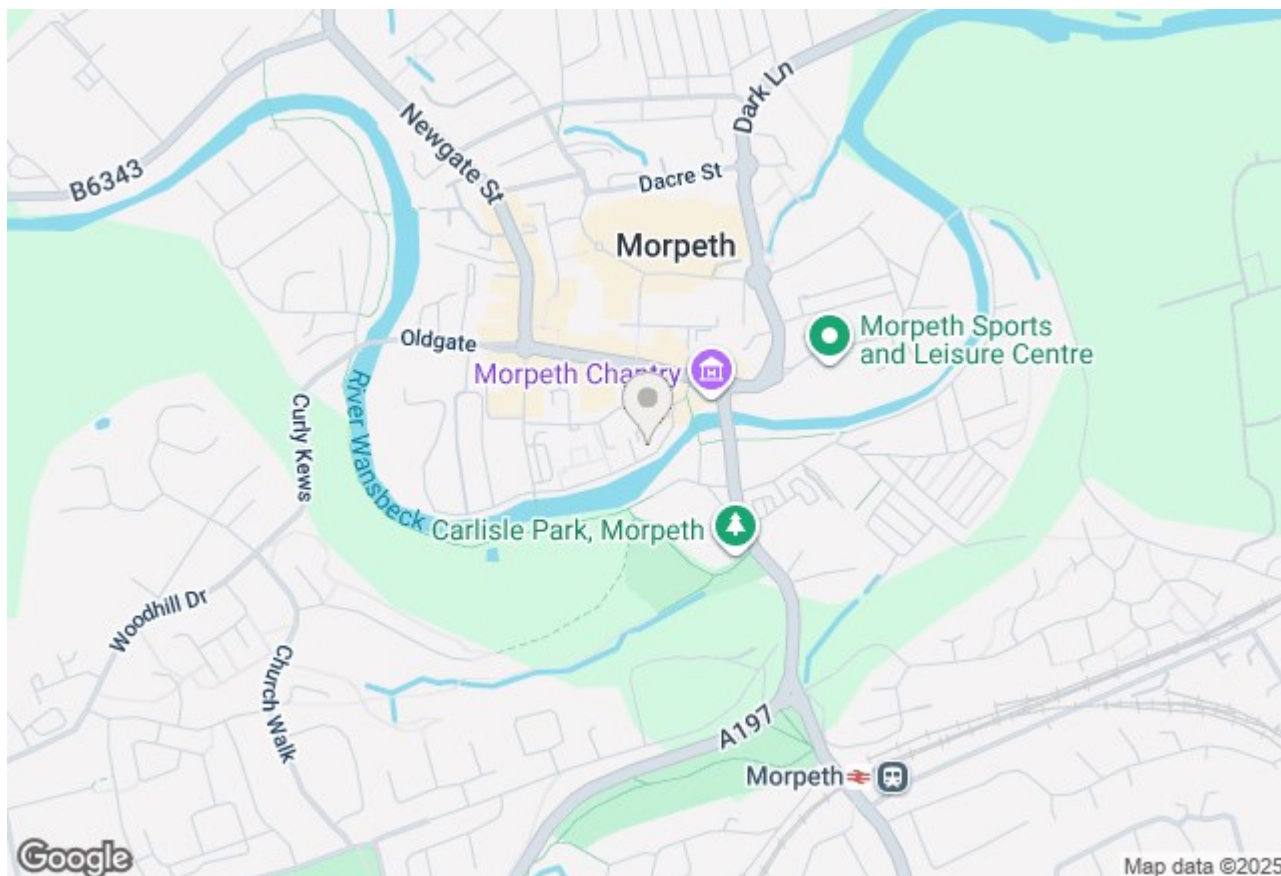 Dark Ln
Newgate St
B6343
Dacre St
Morpeth
Oldgate
Morpeth Sports
and Leisure Centre
Morpeth Chantry
Curly Kews
River Wansbeck
Carlisle Park, Morpeth
Woodhill Dr
Church Walk
A197
Morpeth
Google
Map data ©2025